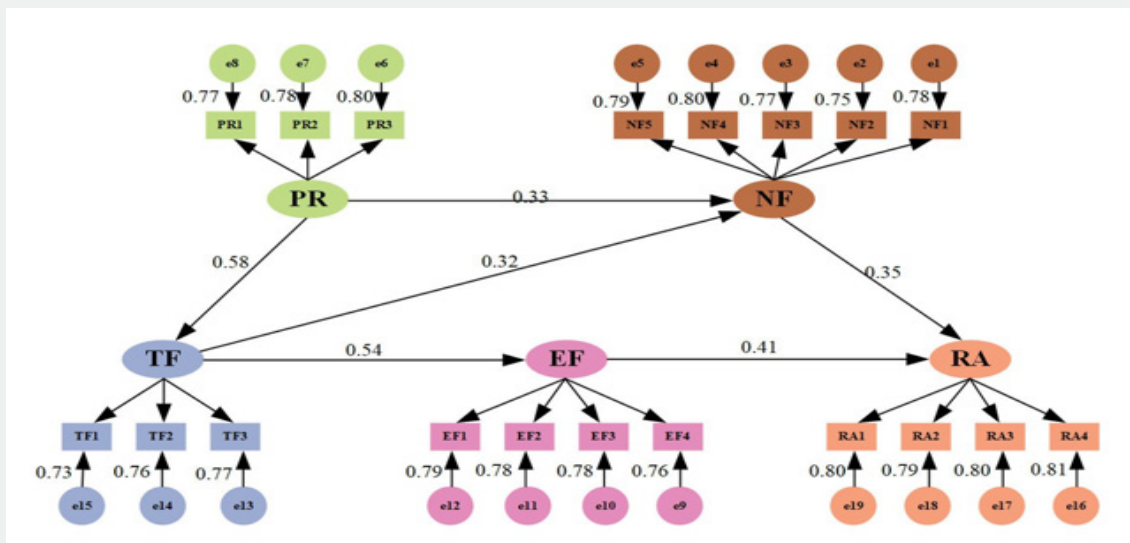 e8 e7 e6 e5 e4 e3 e2 e1
0.77 0.78 0.80 0.79 0.80 0.77 0.75 0.78
PR1 PR2 PR3 NF5 NF4 NF3 NF2 NF1
PR 0.33 NF
0.58 0.32 0.35
TF 0.54 EF 0.41 RA
TF1 TF2 TF3 EF1 EF2 EF3 EF4 RA1 RA2 RA3 RA4
0.73 0.76 0.77 0.79 0.78 0.78 0.76 0.80 0.79 0.80 0.81
e15 e14 e13 e12 e11 e10 e9 e19 e18 e17 e16